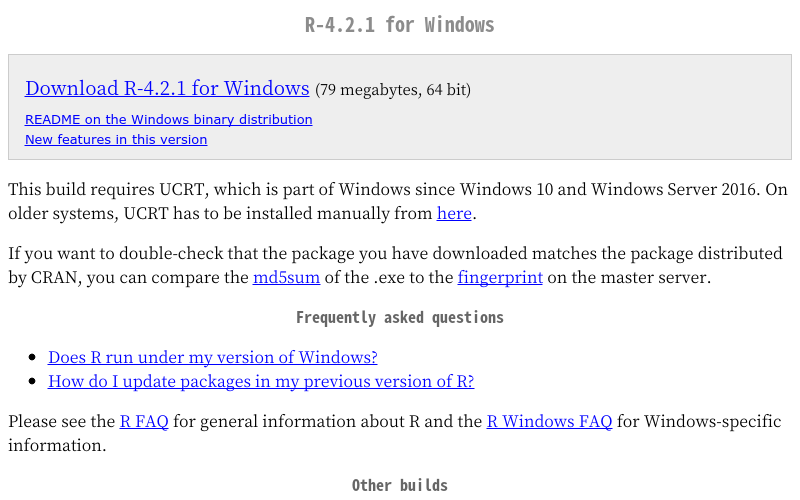 R-4.2.1 for Windows
Download R-4.2.1 for Windows (79 megabytes, 64 bit)
README on the Windows binary distribution
New features in this version
This build requires UCRT, which is part of Windows since Windows 10 and Windows Server 2016. On
older systems, UCRT has to be installed manually from here.
If you want to double-check that the package you have downloaded matches the package distributed
by CRAN, you can compare the md5sum of the .exe to the fingerprint on the master server.
Frequently asked questions
Does R run under my version of Windows?
How do I update packages in my previous version of R?
Please see the R FAQ for general information about R and the R Windows FAQ for Windows-specific
information.
Other builds